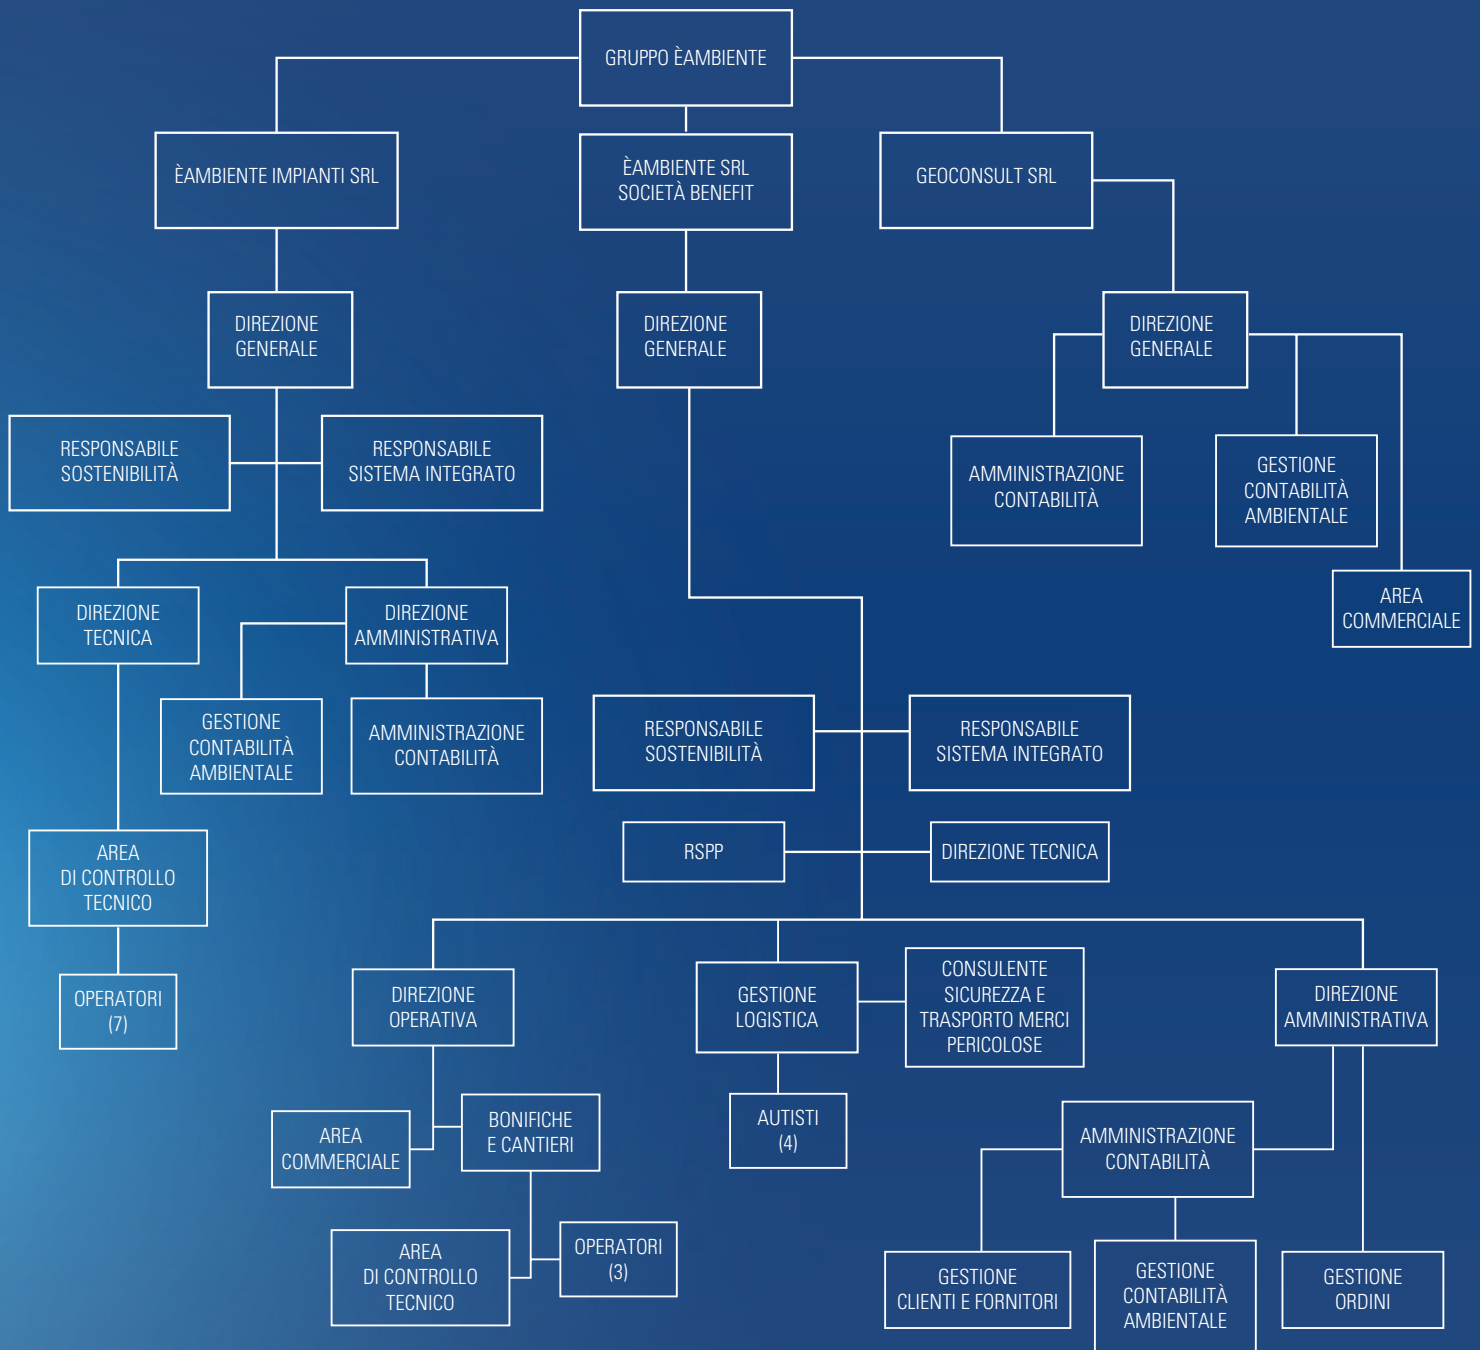 GRUPPO ÈAMBIENTE
ÈAMBIENTE IMPIANTI SRL
ÈAMBIENTE SRL
SOCIETÀ BENEFIT
GEOCONSULT SRL
DIREZIONE
GENERALE
DIREZIONE
GENERALE
DIREZIONE
GENERALE
RESPONSABILE
SOSTENIBILITÀ
RESPONSABILE
SISTEMA INTEGRATO
AMMINISTRAZIONE
CONTABILITÀ
GESTIONE
CONTABILITÀ
AMBIENTALE
AREA
COMMERCIALE
DIREZIONE
TECNICA
DIREZIONE
AMMINISTRATIVA
GESTIONE
CONTABILITÀ
AMBIENTALE
AMMINISTRAZIONE
CONTABILITÀ
RESPONSABILE
SOSTENIBILITÀ
RESPONSABILE
SISTEMA INTEGRATO
RSPP
DIREZIONE TECNICA
AREA
DI CONTROLLO
TECNICO
OPERATORI
(7)
DIREZIONE
OPERATIVA
GESTIONE
LOGISTICA
CONSULENTE
SICUREZZA E
TRASPORTO MERCI
PERICOLOSE
DIREZIONE
AMMINISTRATIVA
AREA
COMMERCIALE
BONIFICHE
E CANTIERI
AUTISTI
(4)
AMMINISTRAZIONE
CONTABILITÀ
AREA
DI CONTROLLO
TECNICO
OPERATORI
(3)
GESTIONE
CLIENTI E FORNITORI
GESTIONE
CONTABILITÀ
AMBIENTALE
GESTIONE
ORDINI